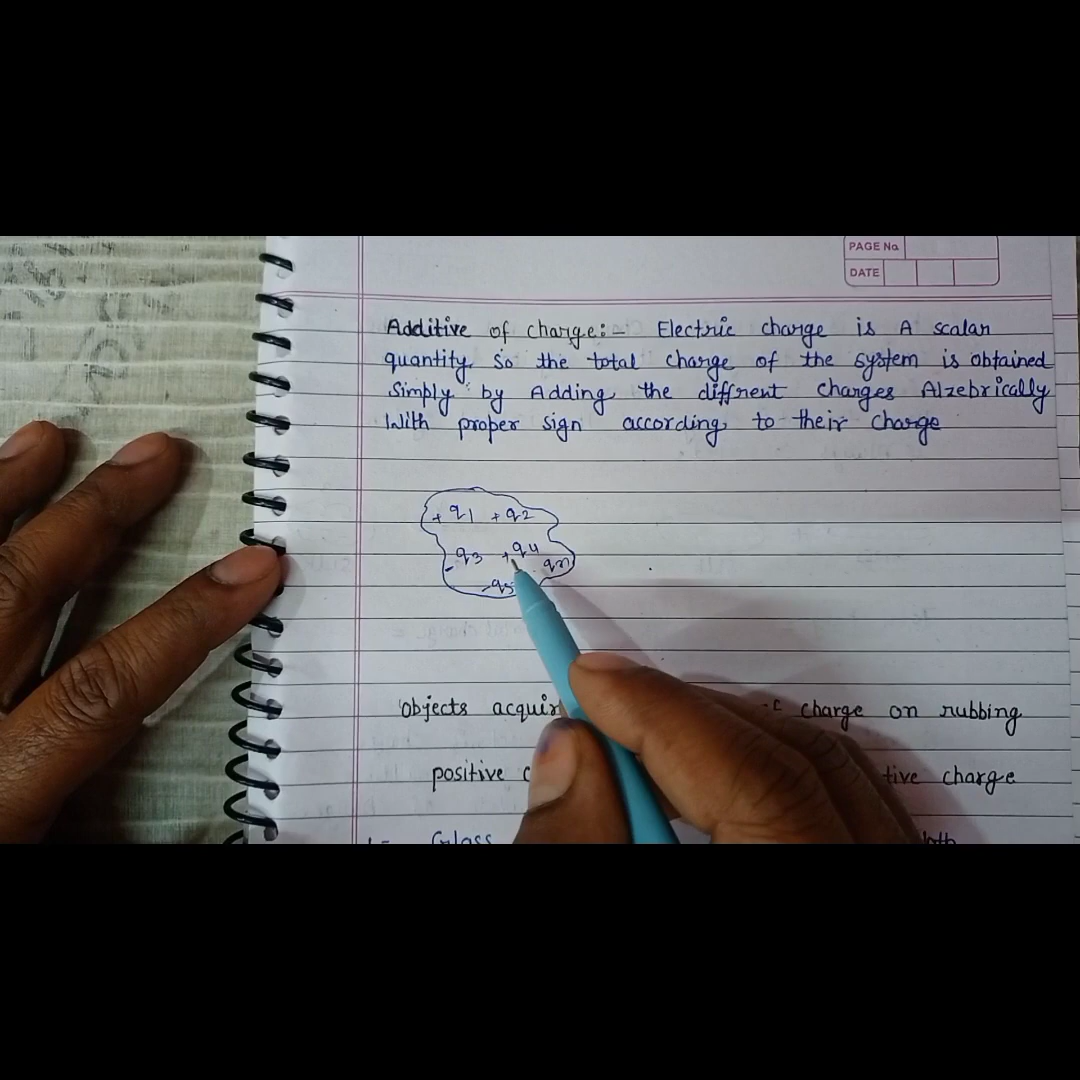 PAGE No.
DATE
Additive of charge:- Electric charge is A scalar
quantity so the total charge of the system is obtained
Simply by Adding the diffrent charges Alzebrically
With proper sign according to their charge
+ q1 + q2
- q3 + q4
qn
-q5
objects charge on rubbing
positive charge
Glass